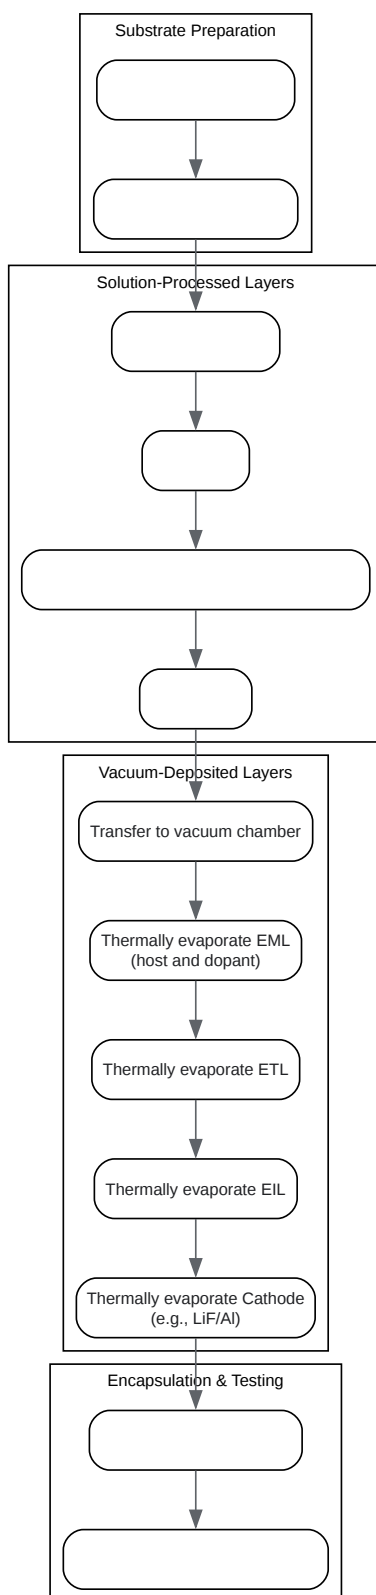 Substrate Preparation
Solution-Processed Layers
Vacuum-Deposited Layers
Transfer to vacuum chamber
Thermally evaporate EML
(host and dopant)
Thermally evaporate ETL
Thermally evaporate EIL
Thermally evaporate Cathode
(e.g., LiF/Al)
Encapsulation & Testing